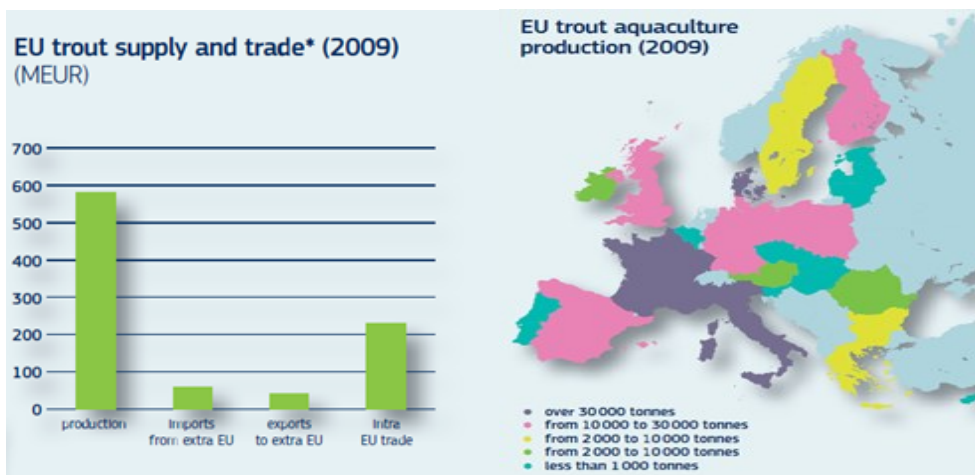 EU trout supply and trade* (2009)
(MEUR)
700
600
500
400
300
200
100
0
production
imports
from extra EU
exports
to extra EU
intra
EU trade
EU trout aquaculture
production (2009)
over 30 000 tonnes
from 10 000 to 30 000 tonnes
from 2 000 to 10 000 tonnes
from 2 000 to 10 000 tonnes
less than 1 000 tonnes